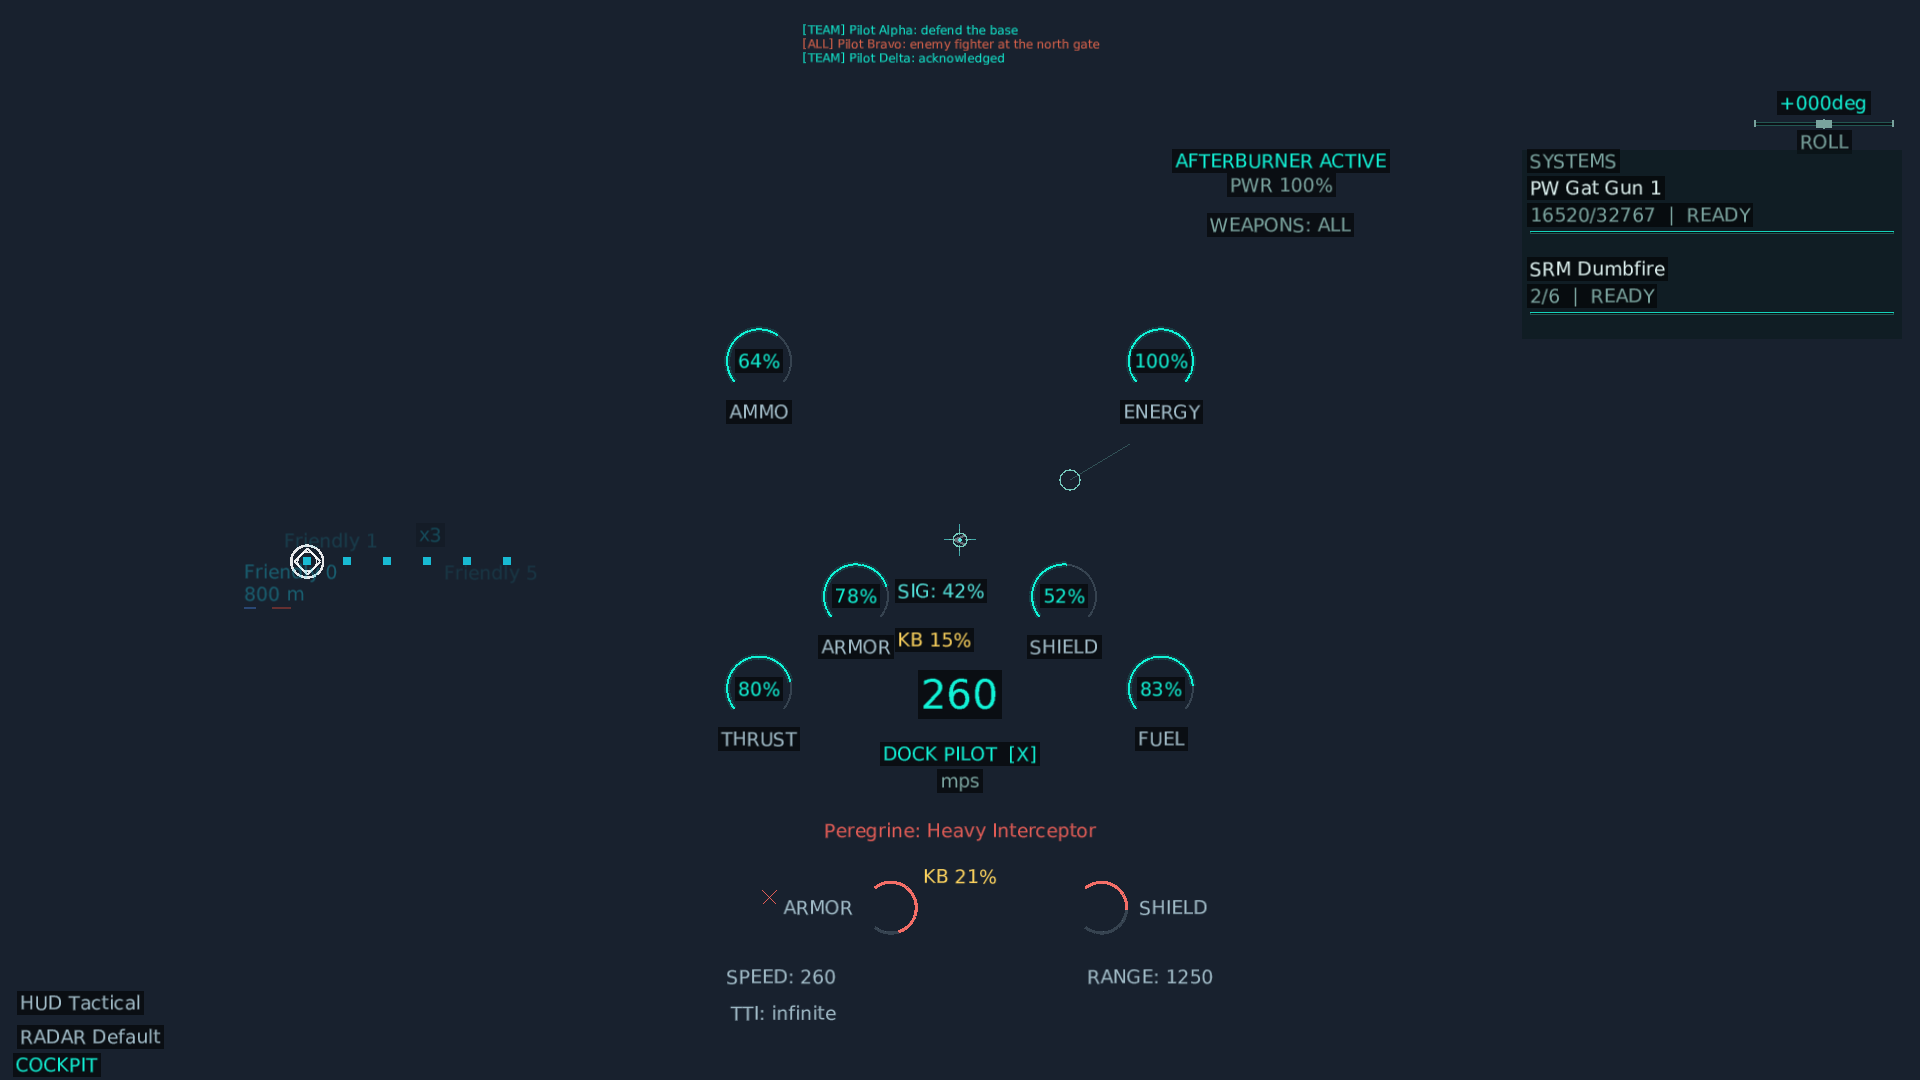 [TEAM] Pilot Alpha: defend the base
[ALL] Pilot Bravo: enemy fighter at the north gate
[TEAM] Pilot Delta: acknowledged
+000deg
ROLL
AFTERBURNER ACTIVE
PWR 100%
WEAPONS: ALL
SYSTEMS
PW Gat Gun 1
16520/32767 | READY
SRM Dumbfire
2/6 | READY
64%
AMMO
100%
ENERGY
Friendly 1
x3
Friendly 0
800 m
Friendly 5
78%
ARMOR
SIG: 42%
KB 15%
52%
SHIELD
80%
THRUST
260
83%
FUEL
DOCK PILOT [X]
mps
Peregrine: Heavy Interceptor
KB 21%
ARMOR
SHIELD
SPEED: 260
RANGE: 1250
TTI: infinite
HUD Tactical
RADAR Default
COCKPIT